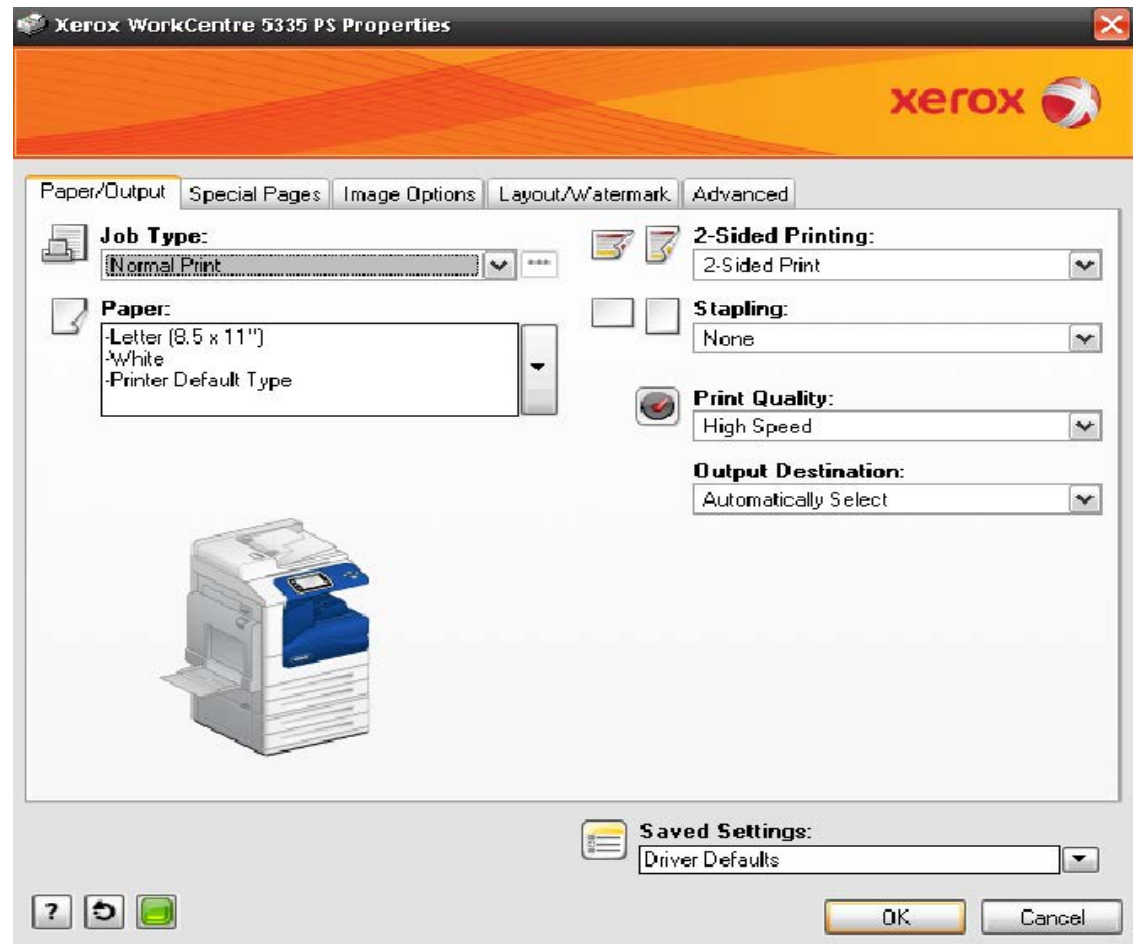 Xerox WorkCentre 5335 PS Properties
xerox
Paper/Output Special Pages Image Options Layout/Watermark Advanced
Job Type:
Normal Print
Paper:
-Letter (8.5 x 11")
-White
-Printer Default Type
2-Sided Printing:
2-Sided Print
Stapling:
None
Print Quality:
High Speed
Output Destination:
Automatically Select
Saved Settings:
Driver Defaults
?
OK Cancel